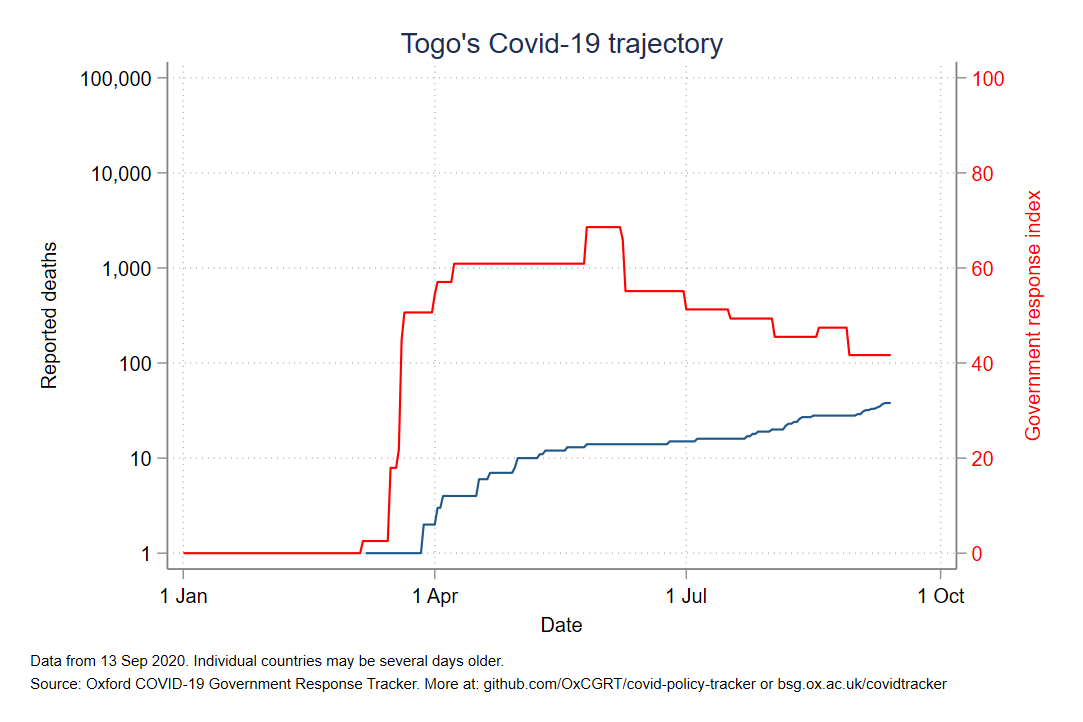 Togo's Covid-19 trajectory
100,000
10,000
1,000
100
10
1
Reported deaths
100
80
60
40
20
0
Government response index
1 Jan
1 Apr
1 Jul
1 Oct
Date
Data from 13 Sep 2020. Individual countries may be several days older.
Source: Oxford COVID-19 Government Response Tracker. More at: github.com/OxCGRT/covid-policy-tracker or bsg.ox.ac.uk/covidtracker